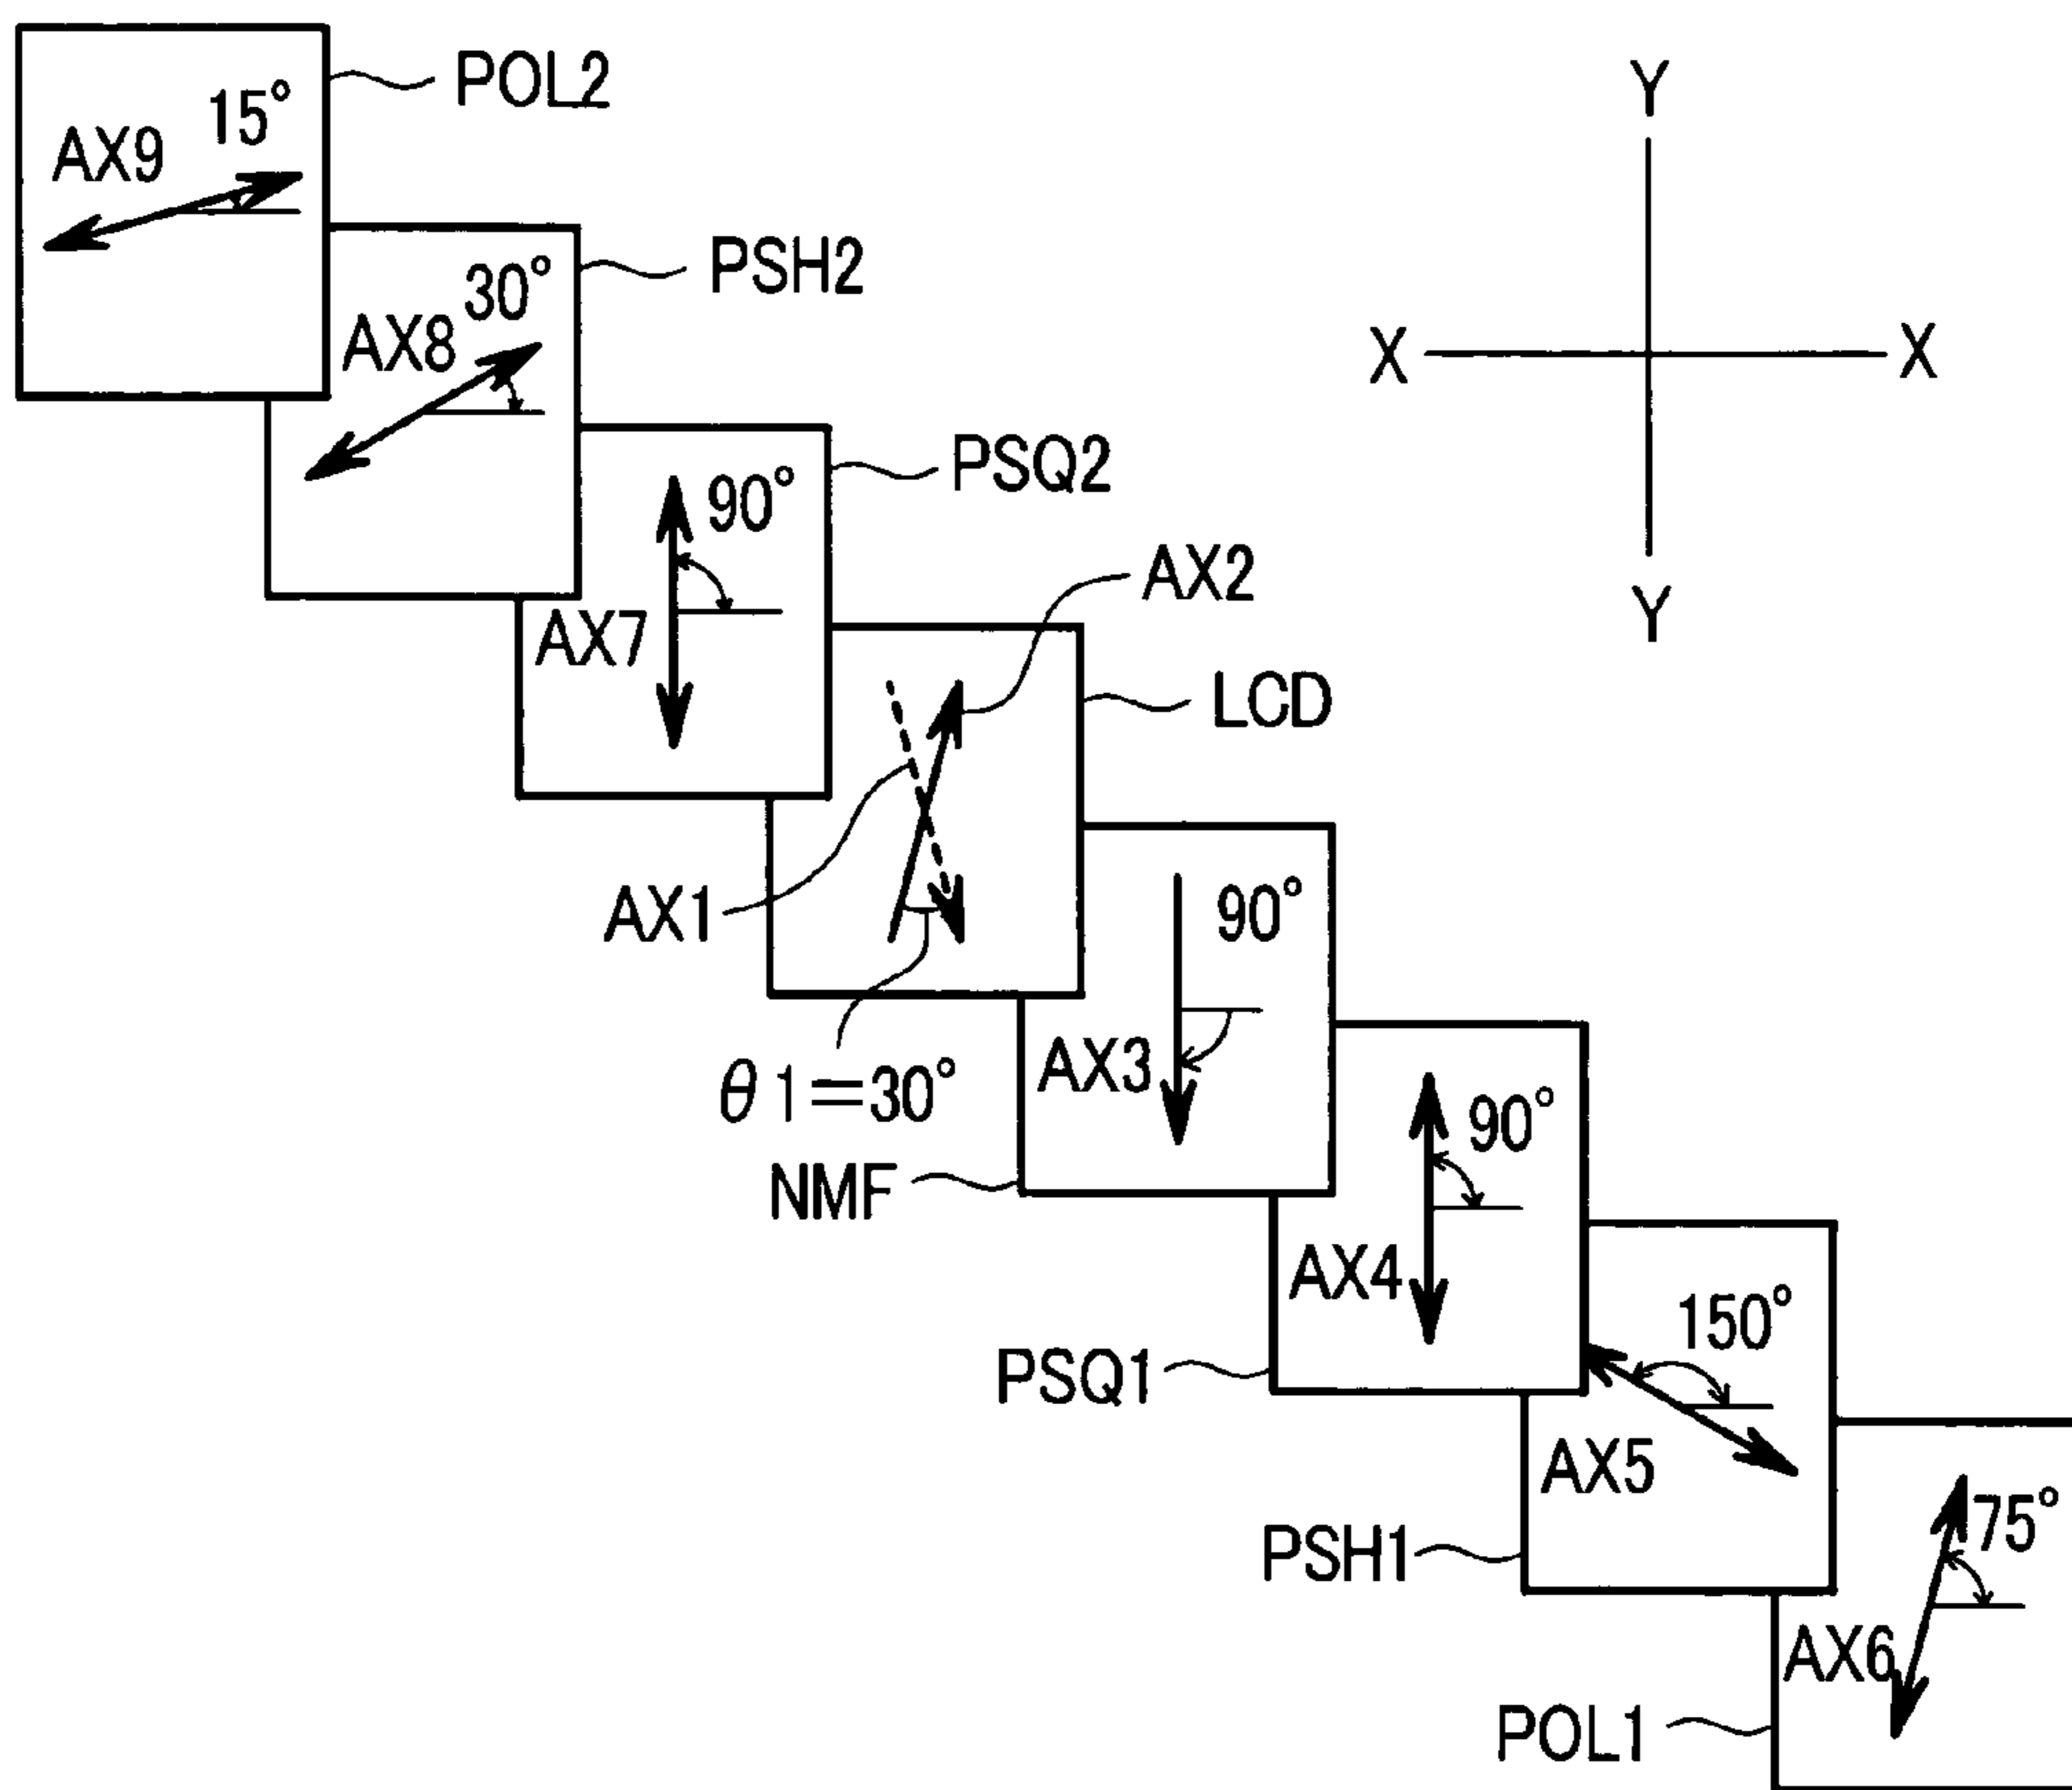 POL2
15°
AX9
Y
PSH2
30°
AX8
X
X
PSQ2
90°
AX7
AX2
Y
LCD
AX1
90°
θ1=30°
AX3
NMF
90°
AX4
PSQ1
150°
AX5
PSH1
75°
AX6
POL1